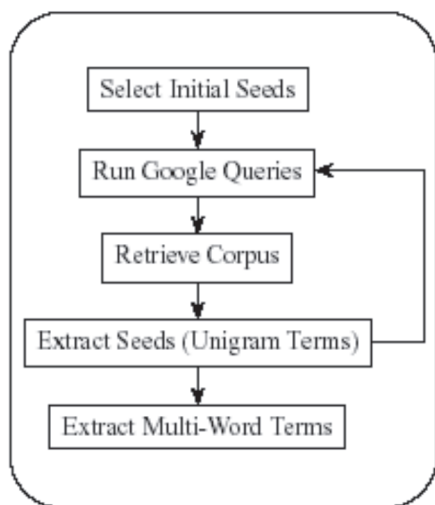 Select Initial Seeds
Run Google Queries
Retrieve Corpus
Extract Seeds (Unigram Terms)
Extract Multi-Word Terms